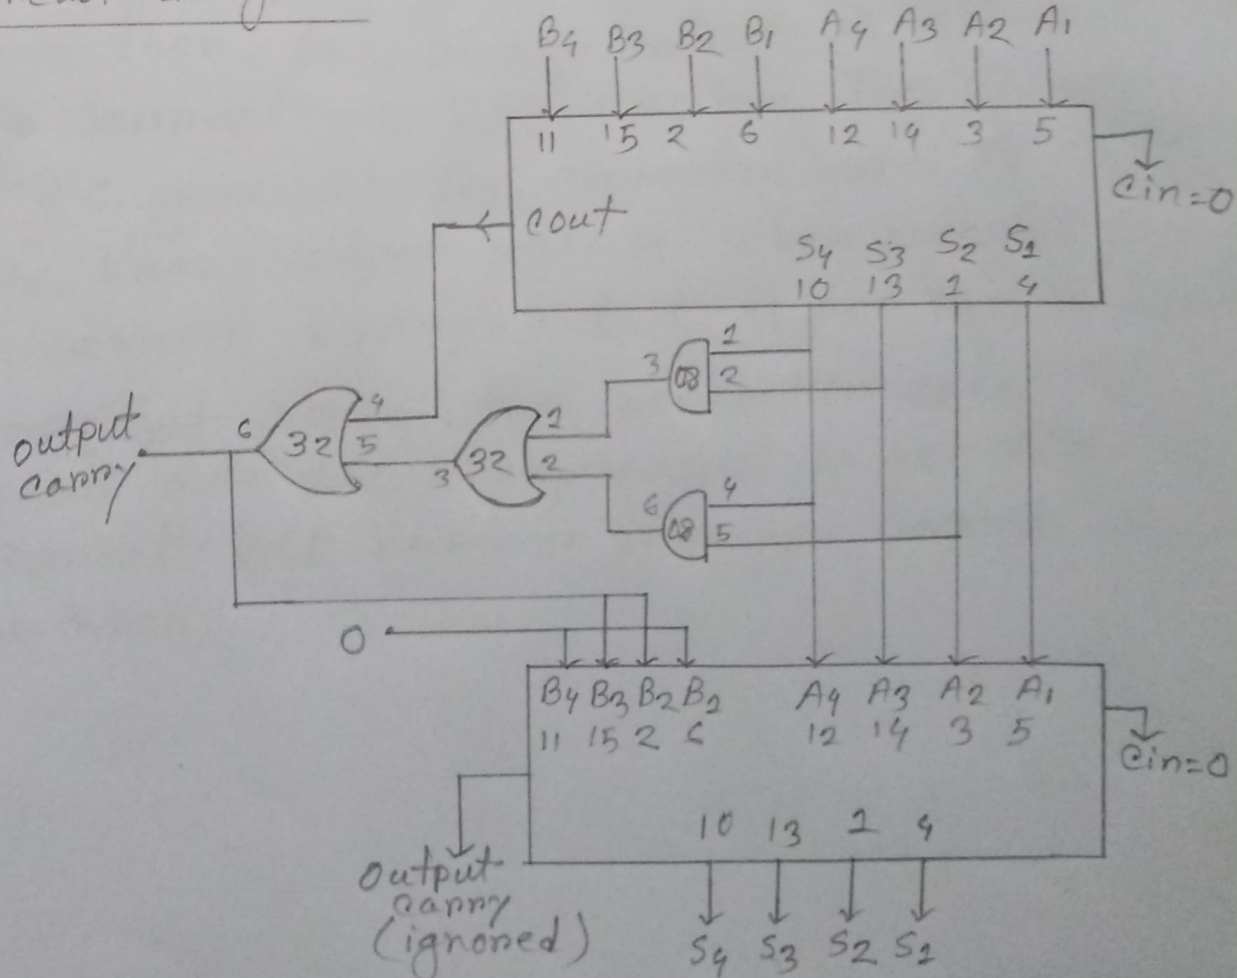 B4 B3 B2 B1 A4 A3 A2 A1
11 15 2 6 12 14 3 5
Cin=0
Cout
S4 S3 S2 S1
10 13 1 4
1
3 08 2
4
6 32 5
1
3 32 2
output
carry
4
6 08 5
0
B4 B3 B2 B1 A4 A3 A2 A1
11 15 2 6 12 14 3 5
Cin=0
10 13 1 4
output
carry
(ignored)
S4 S3 S2 S1